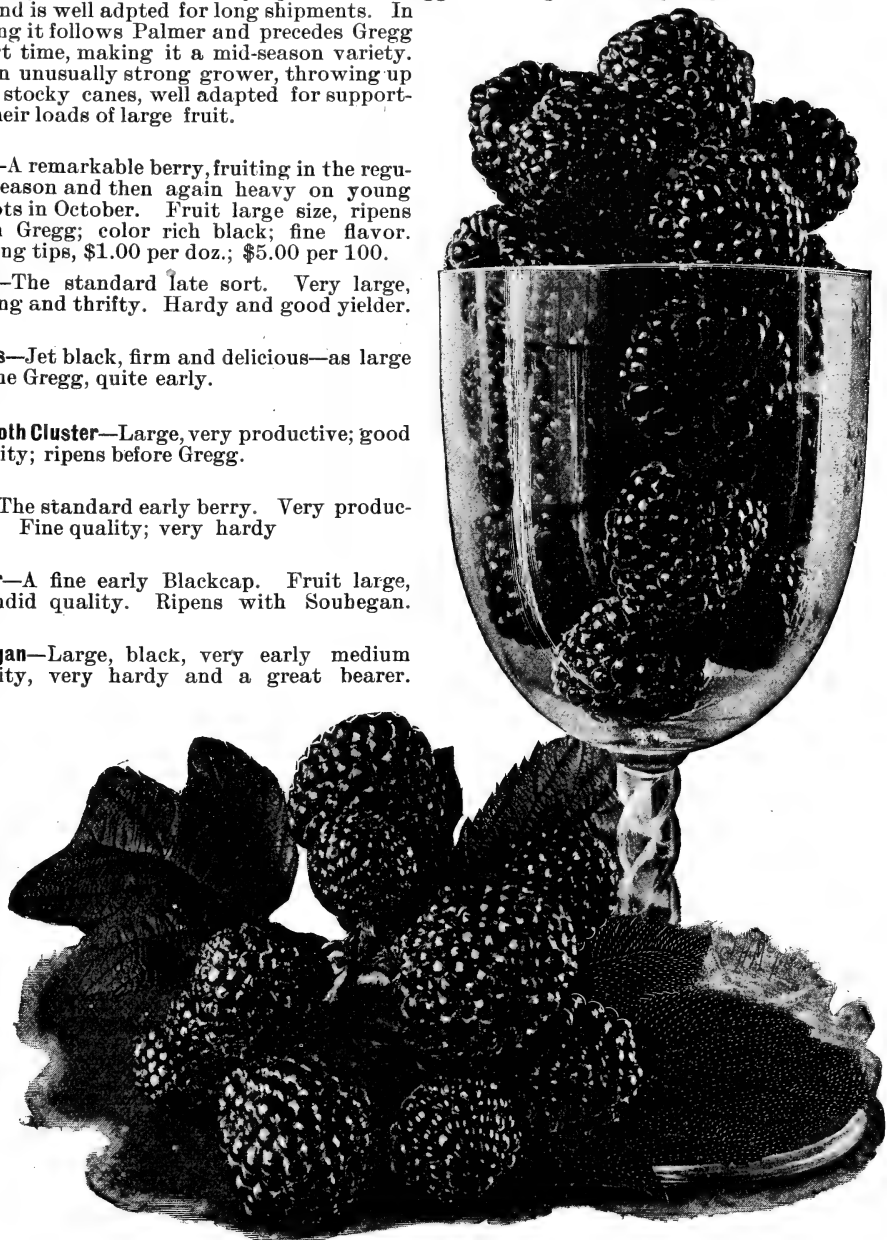 nd is well adpted for long shipments. In
ng it follows Palmer and precedes Gregg
rt time, making it a mid-season variety.
n unusually strong grower, throwing up
stocky canes, well adapted for support-
heir loads of large fruit.
—A remarkable berry, fruiting in the regu-
eason and then again heavy on young
ots in October. Fruit large size, ripens
n Gregg; color rich black; fine flavor.
ng tips, $1.00 per doz.; $5.00 per 100.
—The standard late sort. Very large,
ng and thrifty. Hardy and good yielder.
s—Jet black, firm and delicious—as large
ne Gregg, quite early.
oth Cluster—Large, very productive; good
ity; ripens before Gregg.
The standard early berry. Very produc-
Fine quality; very hardy
r—A fine early Blackcap. Fruit large,
ndid quality. Ripens with Souhegan.
gan—Large, black, very early medium
ity, very hardy and a great bearer.